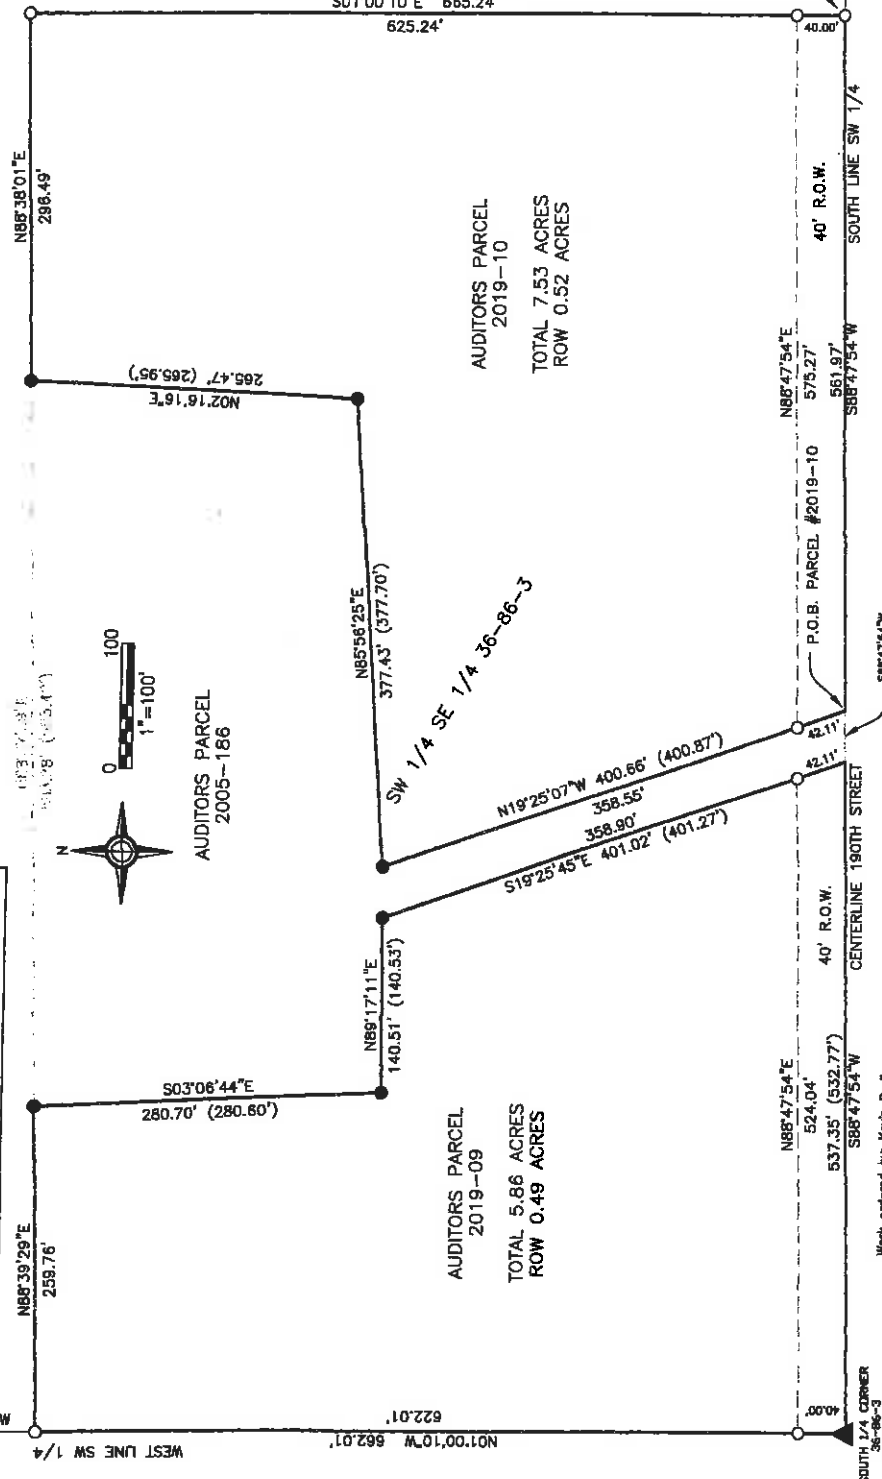 S01°00'10"E 665.24'
625.24'
40.00'
N88°38'01"E
296.49'
N02°16'16"E
265.47' (265.95')
AUDITORS PARCEL
2019-10
TOTAL 7.53 ACRES
ROW 0.52 ACRES
40' R.O.W.
SOUTH LINE SW 1/4
N88°47'54"E
575.27'
561.97'
S88°47'54"W
P.O.B. PARCEL #2019-10
N85°56'25"E
377.43' (377.70')
SW 1/4 SE 1/4 36-86-3
0 100
1"=100'
N
AUDITORS PARCEL
2005-186
N19°25'07"W 400.66' (400.87')
358.55'
42.11'
358.90'
S19°25'45"E 401.02' (401.27')
42.11'
S88°47'54"W
N89°17'11"E
140.51' (140.53')
S03°06'44"E
280.70' (280.60')
N88°39'29"E
259.76'
AUDITORS PARCEL
2019-09
TOTAL 5.86 ACRES
ROW 0.49 ACRES
40' R.O.W.
CENTERLINE 190TH STREET
N88°47'54"E
524.04'
537.35' (532.77')
S88°47'54"W
622.01'
N01°00'10"W 662.01'
40.00'
WEST LINE SW 1/4
W
SOUTH 1/4 CORNER
36-86-3
Work ordered by: